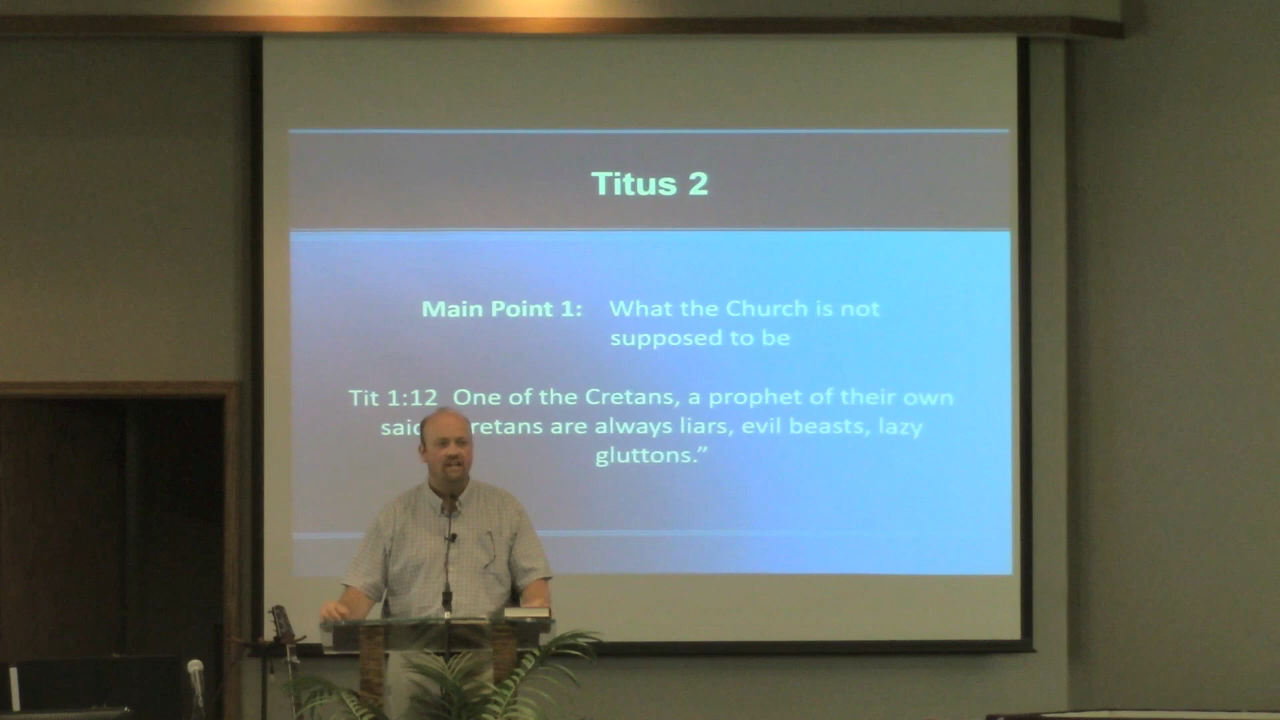 Titus 2
Main Point 1: What the Church is not
supposed to be
Tit 1:12 One of the Cretans, a prophet of their own
are always liars, evil beasts, lazy
gluttons.”